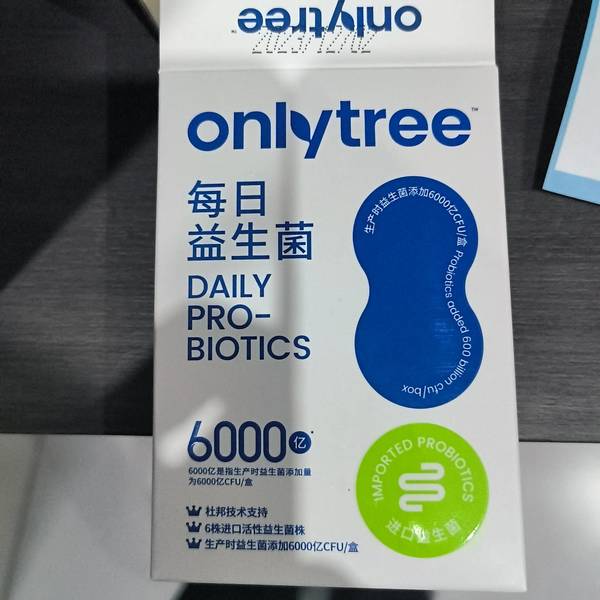 onlytree™
2023/12/02
onlytree™
每日
益生菌
DAILY
PRO-
BIOTICS
生产时益生菌添加6000亿CFU/盒 Probiotics added 600 billion cfu/box
6000亿*
6000亿是指生产时益生菌添加量
为6000亿CFU/盒
杜邦技术支持
6株进口活性益生菌株
生产时益生菌添加6000亿CFU/盒
IMPORTED PROBIOTICS
进口益生菌